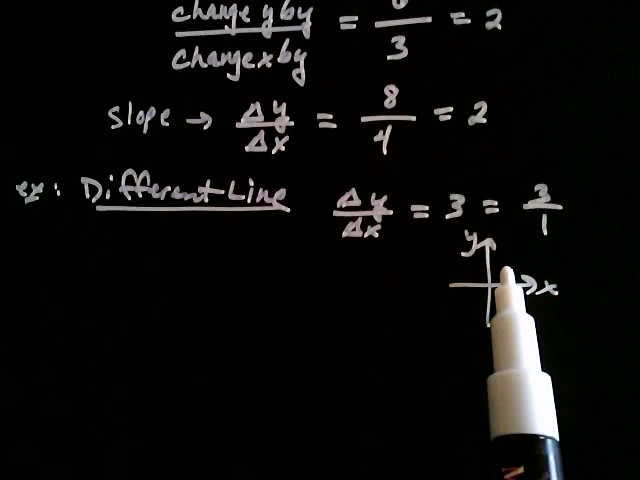 change y by / change x by = / 3 = 2
slope → Δy/Δx = 8/4 = 2
ex: Different Line Δy/Δx = 3 = 3/1
y
x